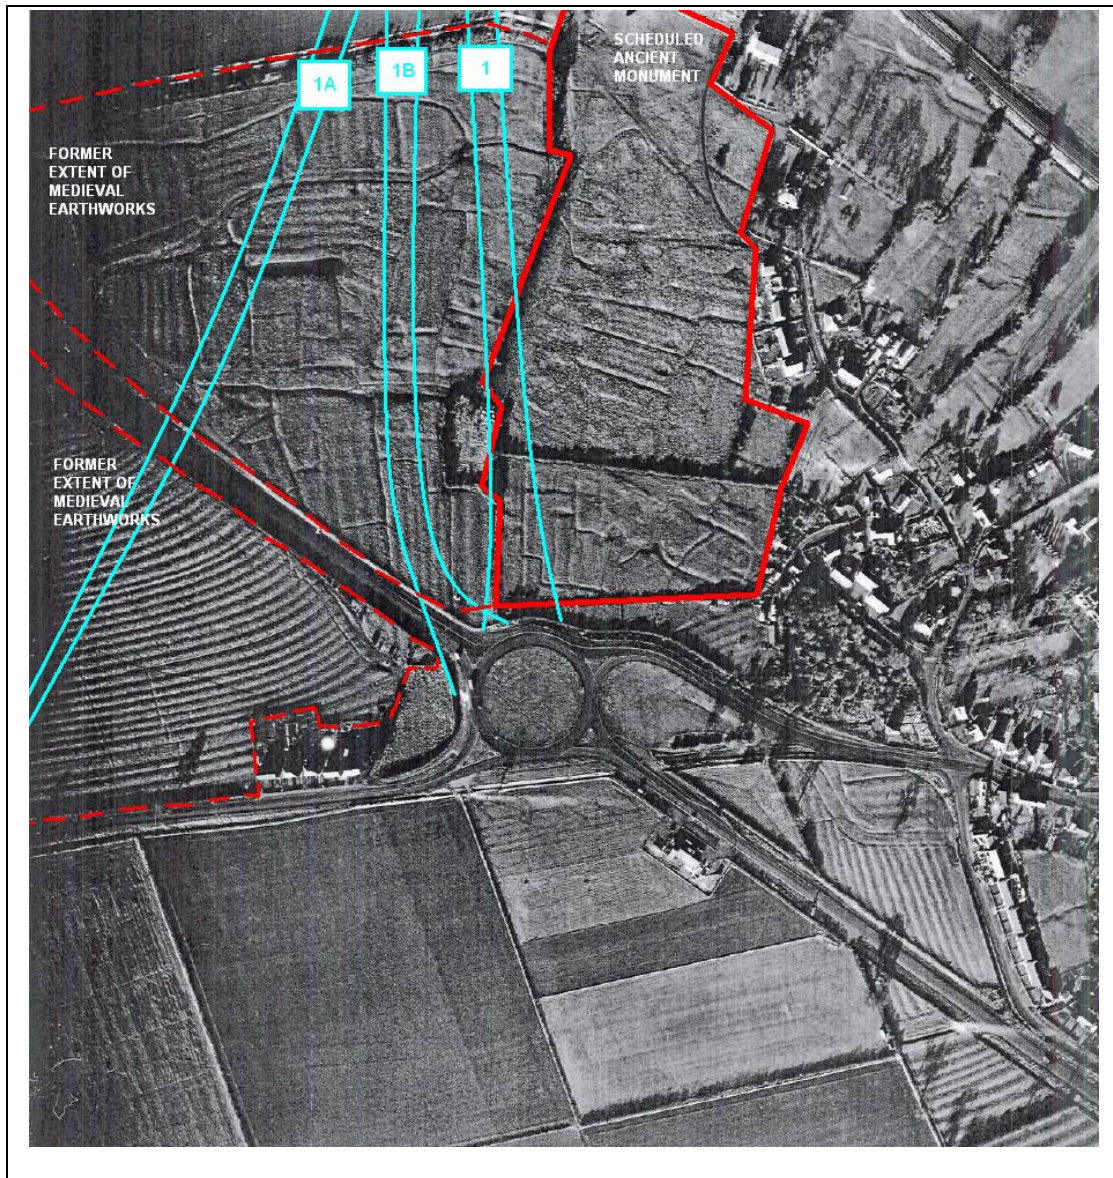 SCHEDULED
ANCIENT
MONUMENT
1A
1B
1
FORMER
EXTENT OF
MEDIEVAL
EARTHWORKS
FORMER
EXTENT OF
MEDIEVAL
EARTHWORKS